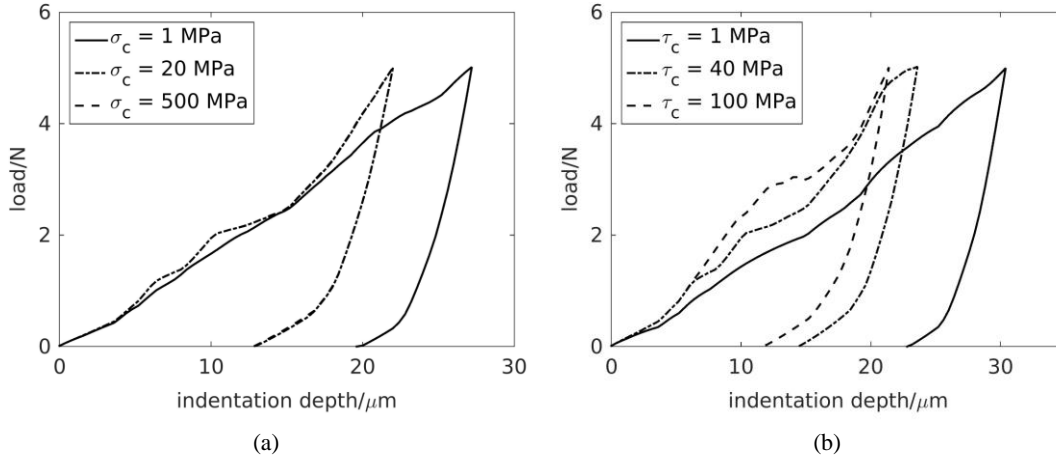 6
4
2
0
load/N
σc = 1 MPa
σc = 20 MPa
σc = 500 MPa
0 10 20 30
indentation depth/μm
(a)
6
4
2
0
load/N
τc = 1 MPa
τc = 40 MPa
τc = 100 MPa
0 10 20 30
indentation depth/μm
(b)